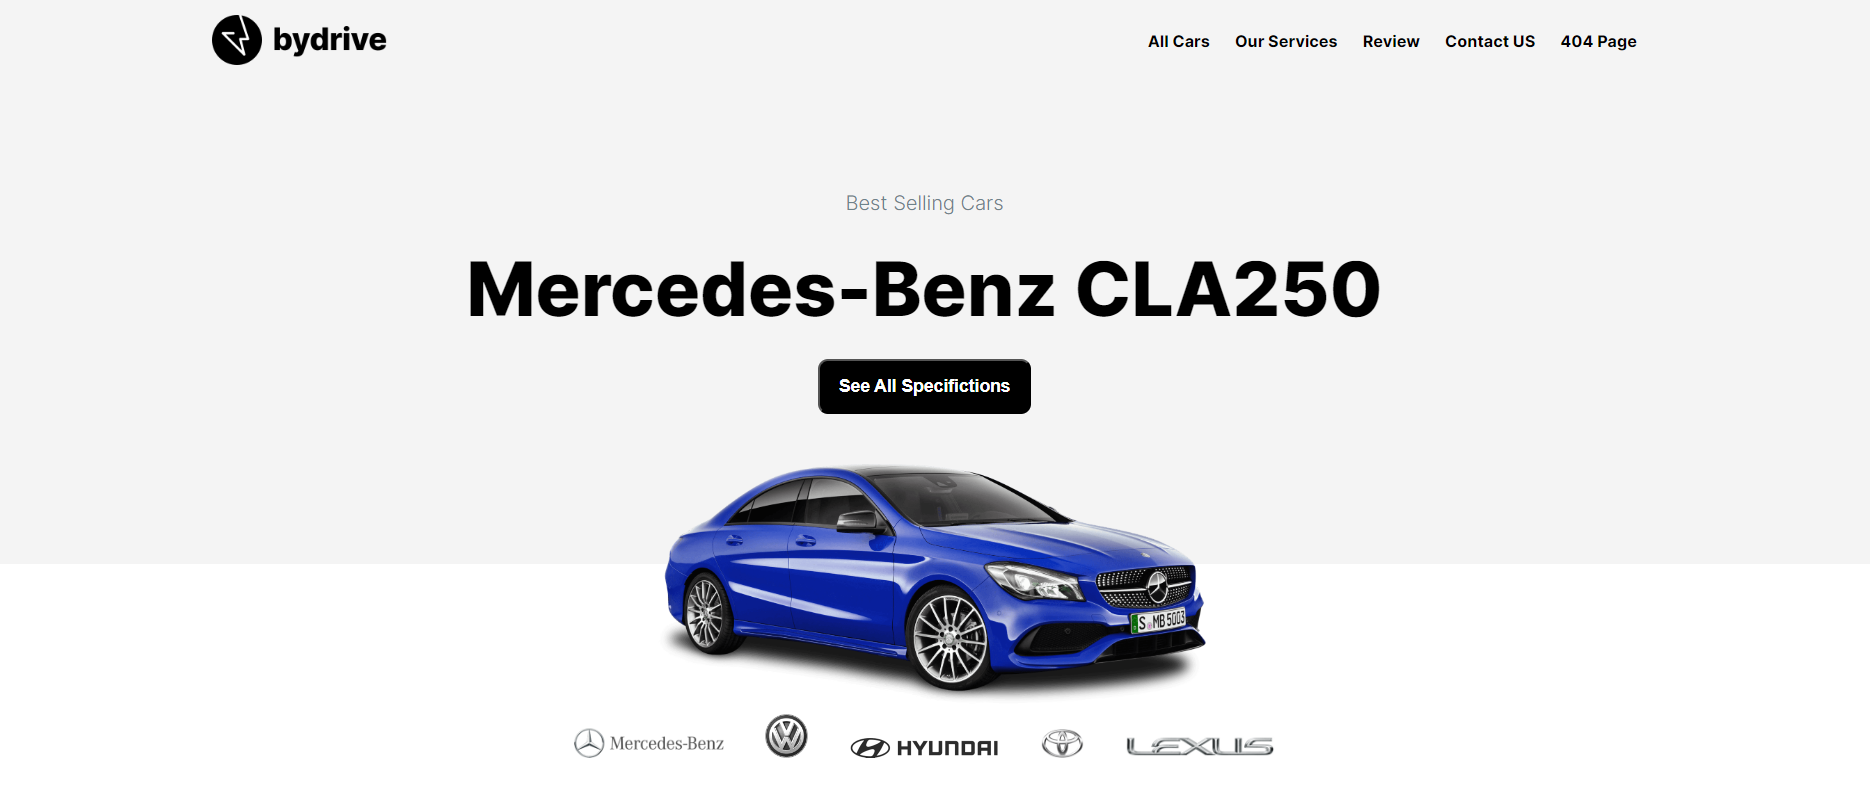 bydrive
All Cars Our Services Review Contact US 404 Page
Best Selling Cars
Mercedes-Benz CLA250
See All Specifictions
S MB 5003
Mercedes-Benz HYUNDAI LEXUS